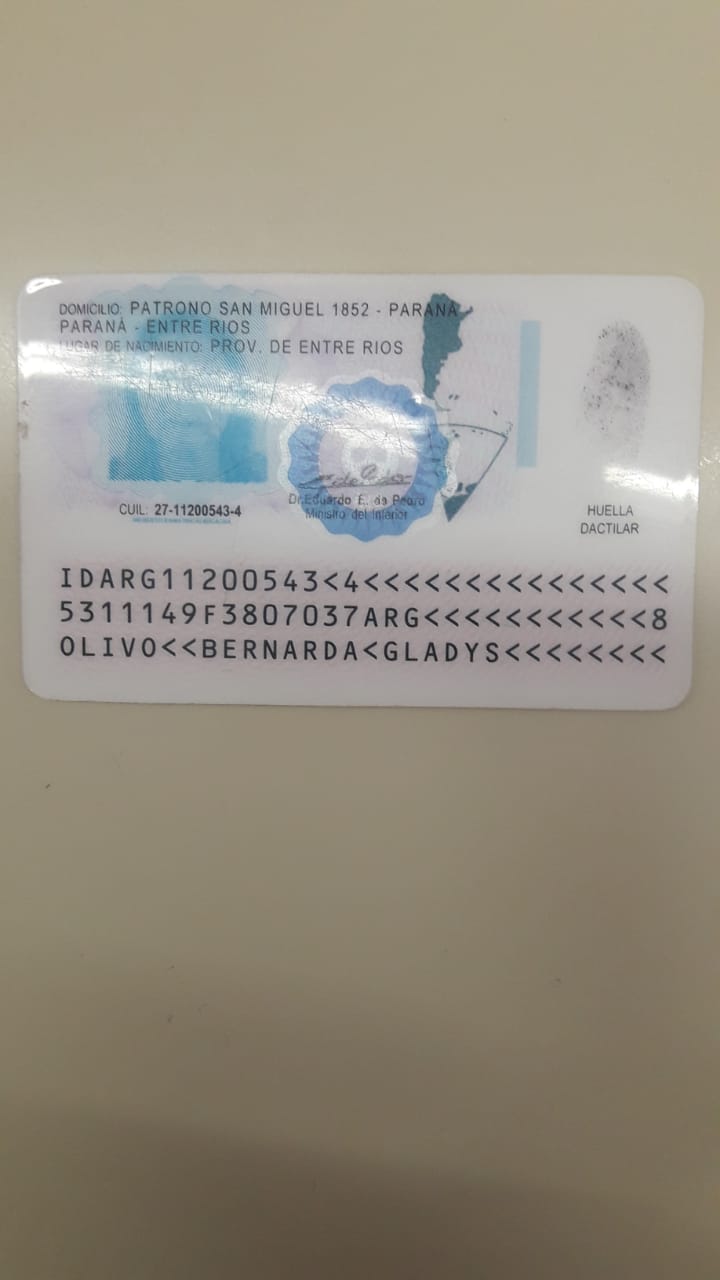 DOMICILIO: PATRONO SAN MIGUEL 1852 - PARANÁ
PARANÁ - ENTRE RIOS
LUGAR DE NACIMIENTO: PROV. DE ENTRE RIOS
CUIL: 27-11200543-4
Dr. Eduardo E. de Pedro
Ministro del Interior
HUELLA
DACTILAR
IDARG11200543<4<<<<<<<<<<<<<<<
5311149F3807037ARG<<<<<<<<<<<8
OLIVO<<BERNARDA<GLADYS<<<<<<<<